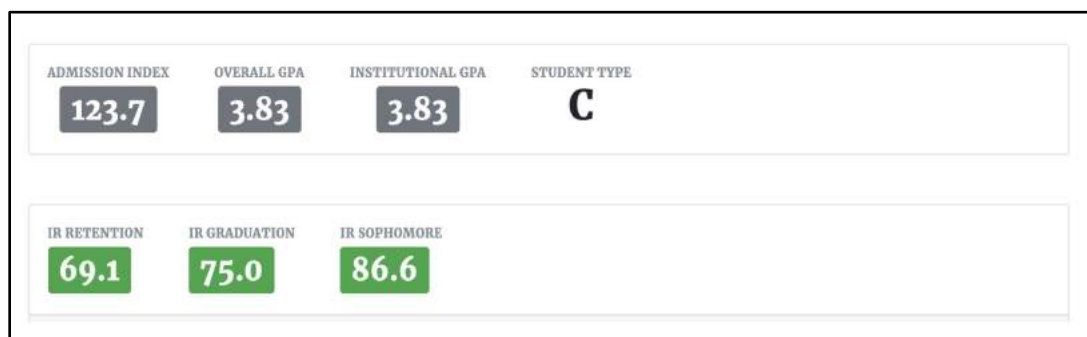 ADMISSION INDEX OVERALL GPA INSTITUTIONAL GPA STUDENT TYPE
123.7 3.83 3.83 C
IR RETENTION IR GRADUATION IR SOPHOMORE
69.1 75.0 86.6